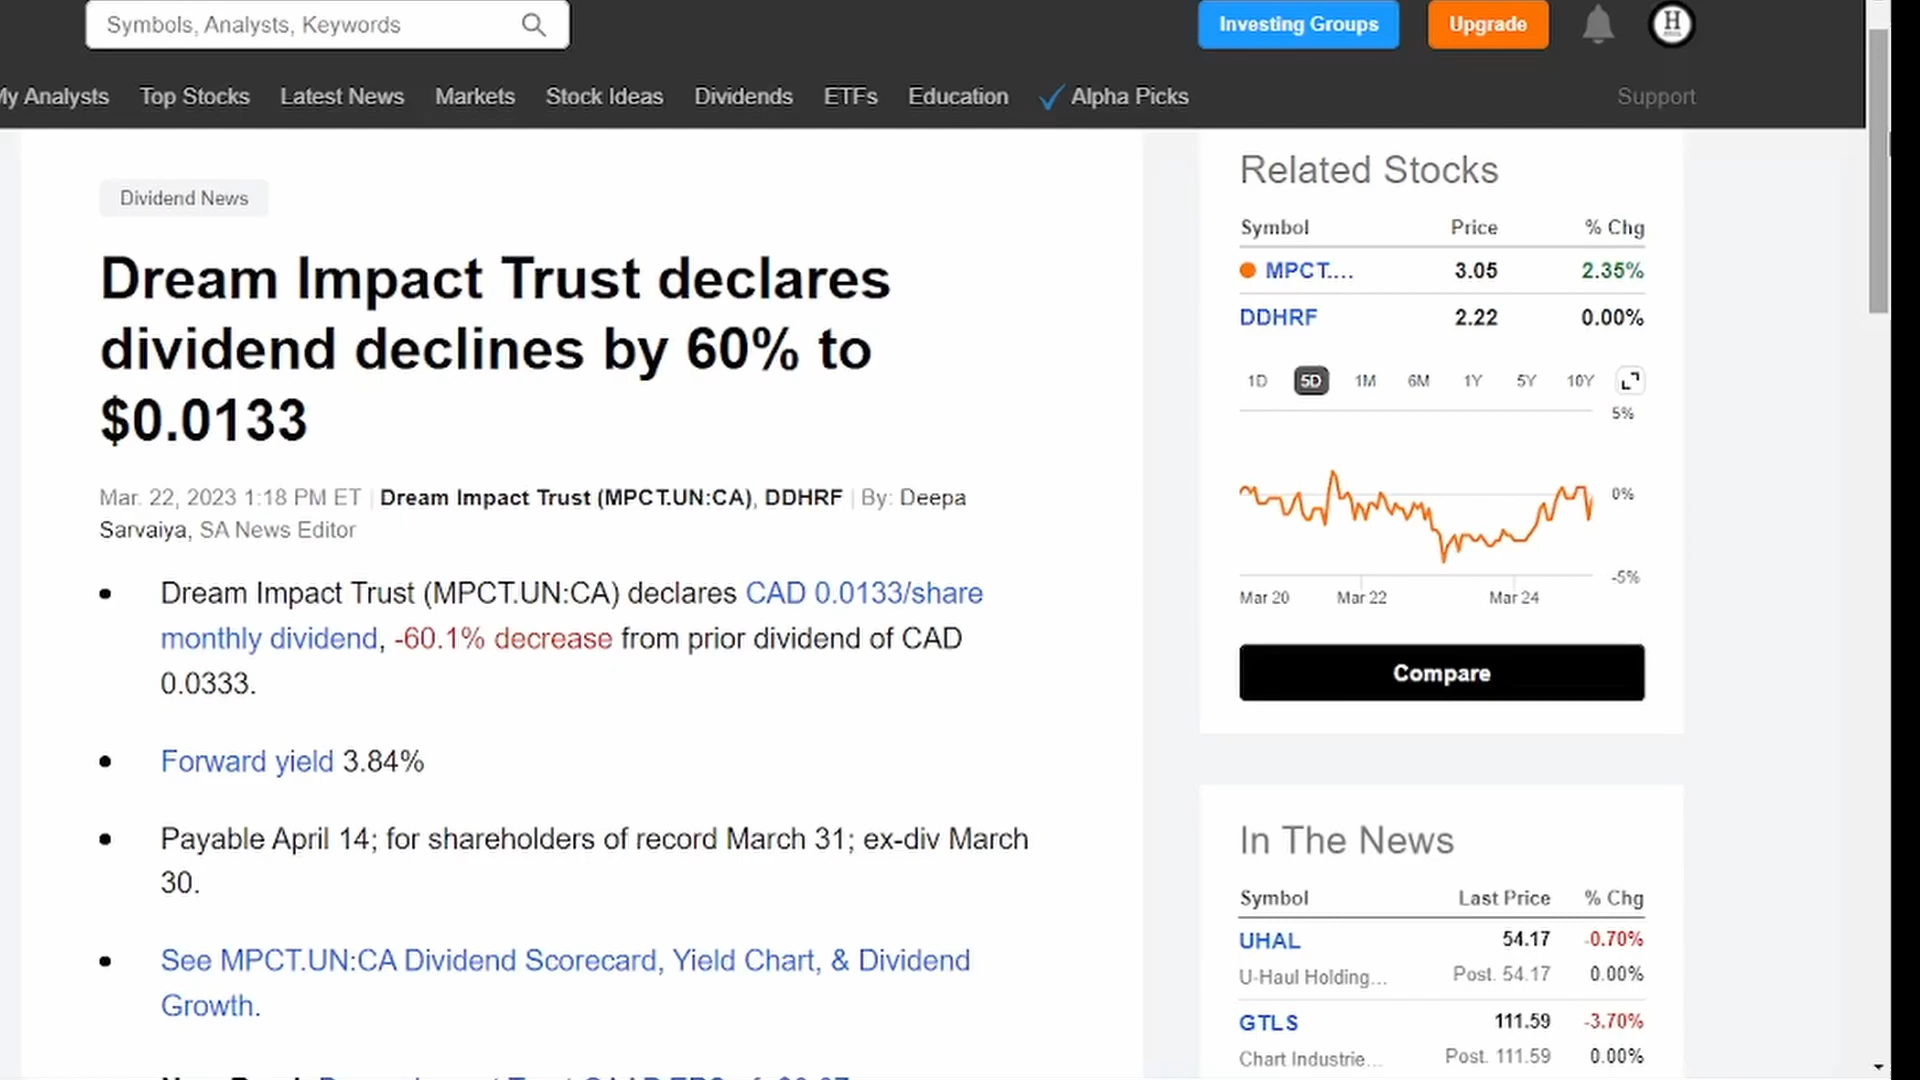 Symbols, Analysts, Keywords
Investing Groups
Upgrade
H
My Analysts
Top Stocks
Latest News
Markets
Stock Ideas
Dividends
ETFs
Education
Alpha Picks
Support
Dividend News
Dream Impact Trust declares
dividend declines by 60% to
$0.0133
Mar. 22, 2023 1:18 PM ET | Dream Impact Trust (MPCT.UN:CA), DDHRF | By: Deepa
Sarvaiya, SA News Editor
• Dream Impact Trust (MPCT.UN:CA) declares CAD 0.0133/share
monthly dividend, -60.1% decrease from prior dividend of CAD
0.0333.
• Forward yield 3.84%
• Payable April 14; for shareholders of record March 31; ex-div March
30.
• See MPCT.UN:CA Dividend Scorecard, Yield Chart, & Dividend
Growth.
Related Stocks
Symbol Price % Chg
MPCT.... 3.05 2.35%
DDHRF 2.22 0.00%
1D 5D 1M 6M 1Y 5Y 10Y
5%
0%
-5%
Mar 20 Mar 22 Mar 24
Compare
In The News
Symbol Last Price % Chg
UHAL 54.17 -0.70%
U-Haul Holding... Post. 54.17 0.00%
GTLS 111.59 -3.70%
Chart Industrie... Post. 111.59 0.00%